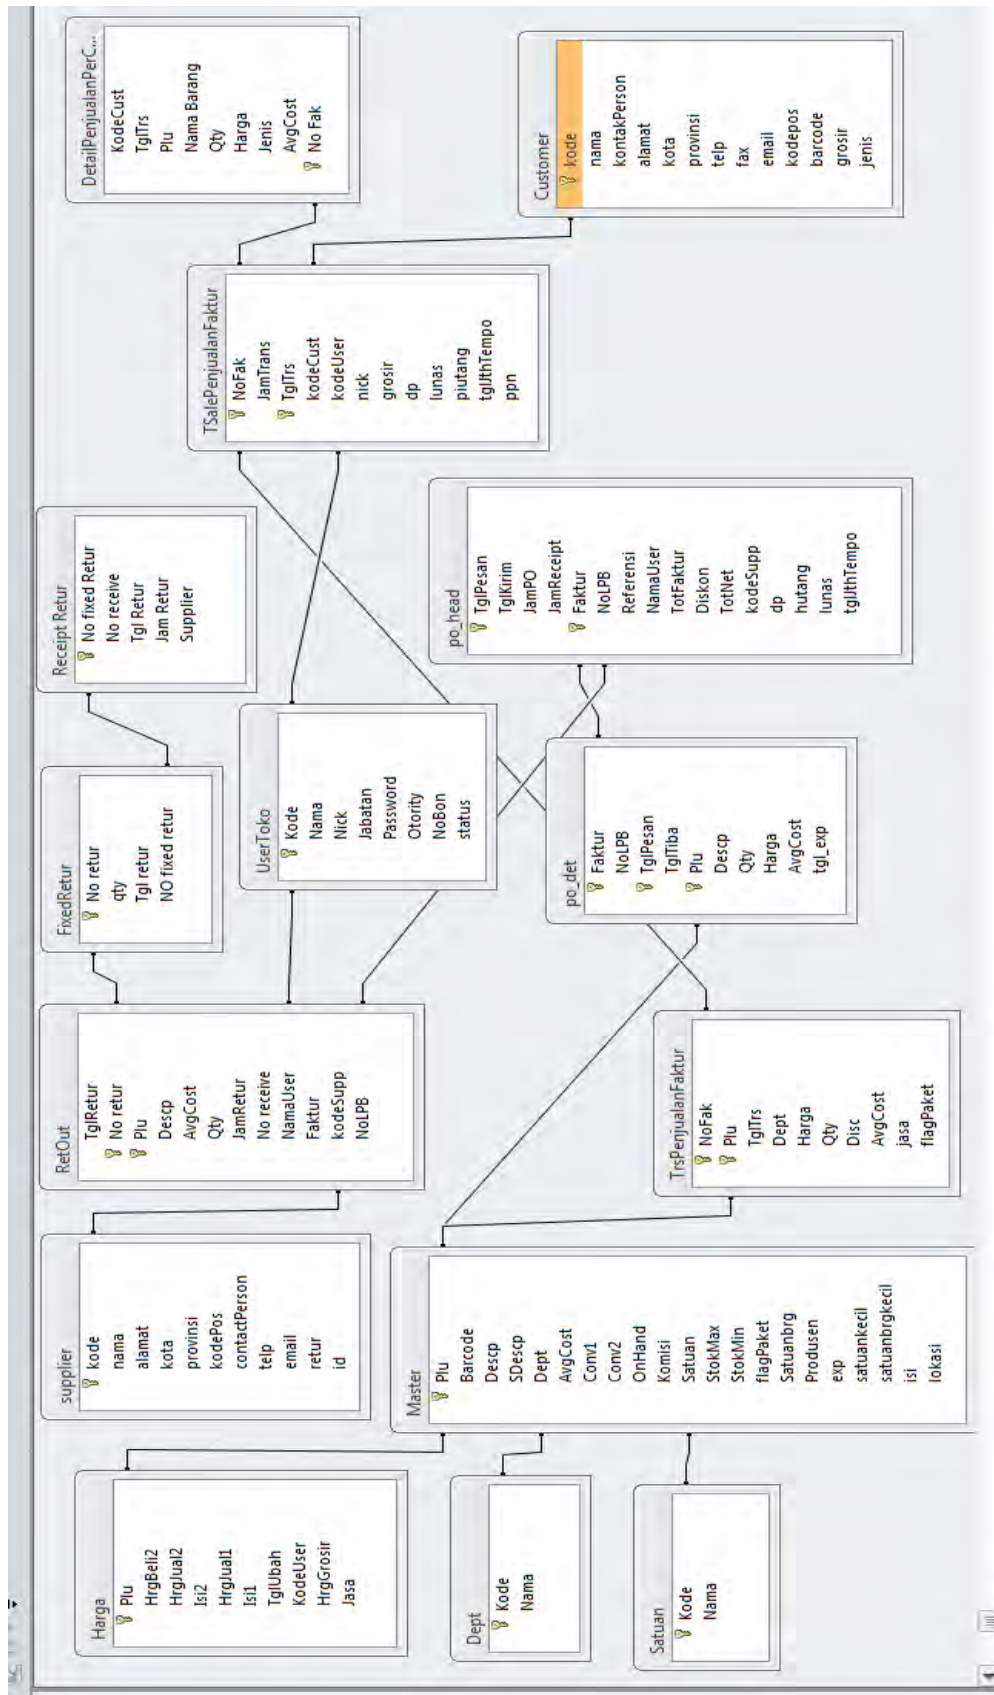 Harga
Plu
HrgBeli2
HrgJual2
Isi2
HrgJual1
Isi1
TglUbah
KodeUser
HrgGrosir
Jasa
Dept
Kode
Nama
Satuan
Kode
Nama
supplier
kode
nama
alamat
kota
provinsi
kodePos
contactPerson
telp
email
retur
id
Master
Plu
Barcode
Descp
SDescp
Dept
AvgCost
Conv1
Conv2
OnHand
Komisi
Satuan
StokMax
StokMin
flagPaket
Satuanbrg
Produsen
exp
satuankecil
satuanbrgkecil
isi
lokasi
RetOut
TglRetur
No retur
Plu
Descp
AvgCost
Qty
JamRetur
No receive
NamaUser
Faktur
kodeSupp
NoLPB
TrsPenjualanFaktur
NoFak
Plu
TglTrs
Dept
Harga
Qty
Disc
AvgCost
jasa
flagPaket
FixedRetur
No retur
qty
Tgl retur
NO fixed retur
UserToko
Kode
Nama
Nick
Jabatan
Password
Otority
NoBon
status
po_det
Faktur
NoLPB
TglPesan
TglTiba
Plu
Descp
Qty
Harga
AvgCost
tgl_exp
Receipt Retur
No fixed Retur
No receive
Tgl Retur
Jam Retur
Supplier
po_head
TglPesan
TglKirim
JamPO
JamReceipt
Faktur
NoLPB
Referensi
NamaUser
TotFaktur
Diskon
TotNet
kodeSupp
dp
hutang
lunas
tglJthTempo
TSalePenjualanFaktur
NoFak
JamTrans
TglTrs
kodeCust
kodeUser
nick
grosir
dp
lunas
piutang
tglJthTempo
ppn
DetailPenjualanPerC...
KodeCust
TglTrs
Plu
Nama Barang
Qty
Harga
Jenis
AvgCost
No Fak
Customer
kode
nama
kontakPerson
alamat
kota
provinsi
telp
fax
email
kodepos
barcode
grosir
jenis